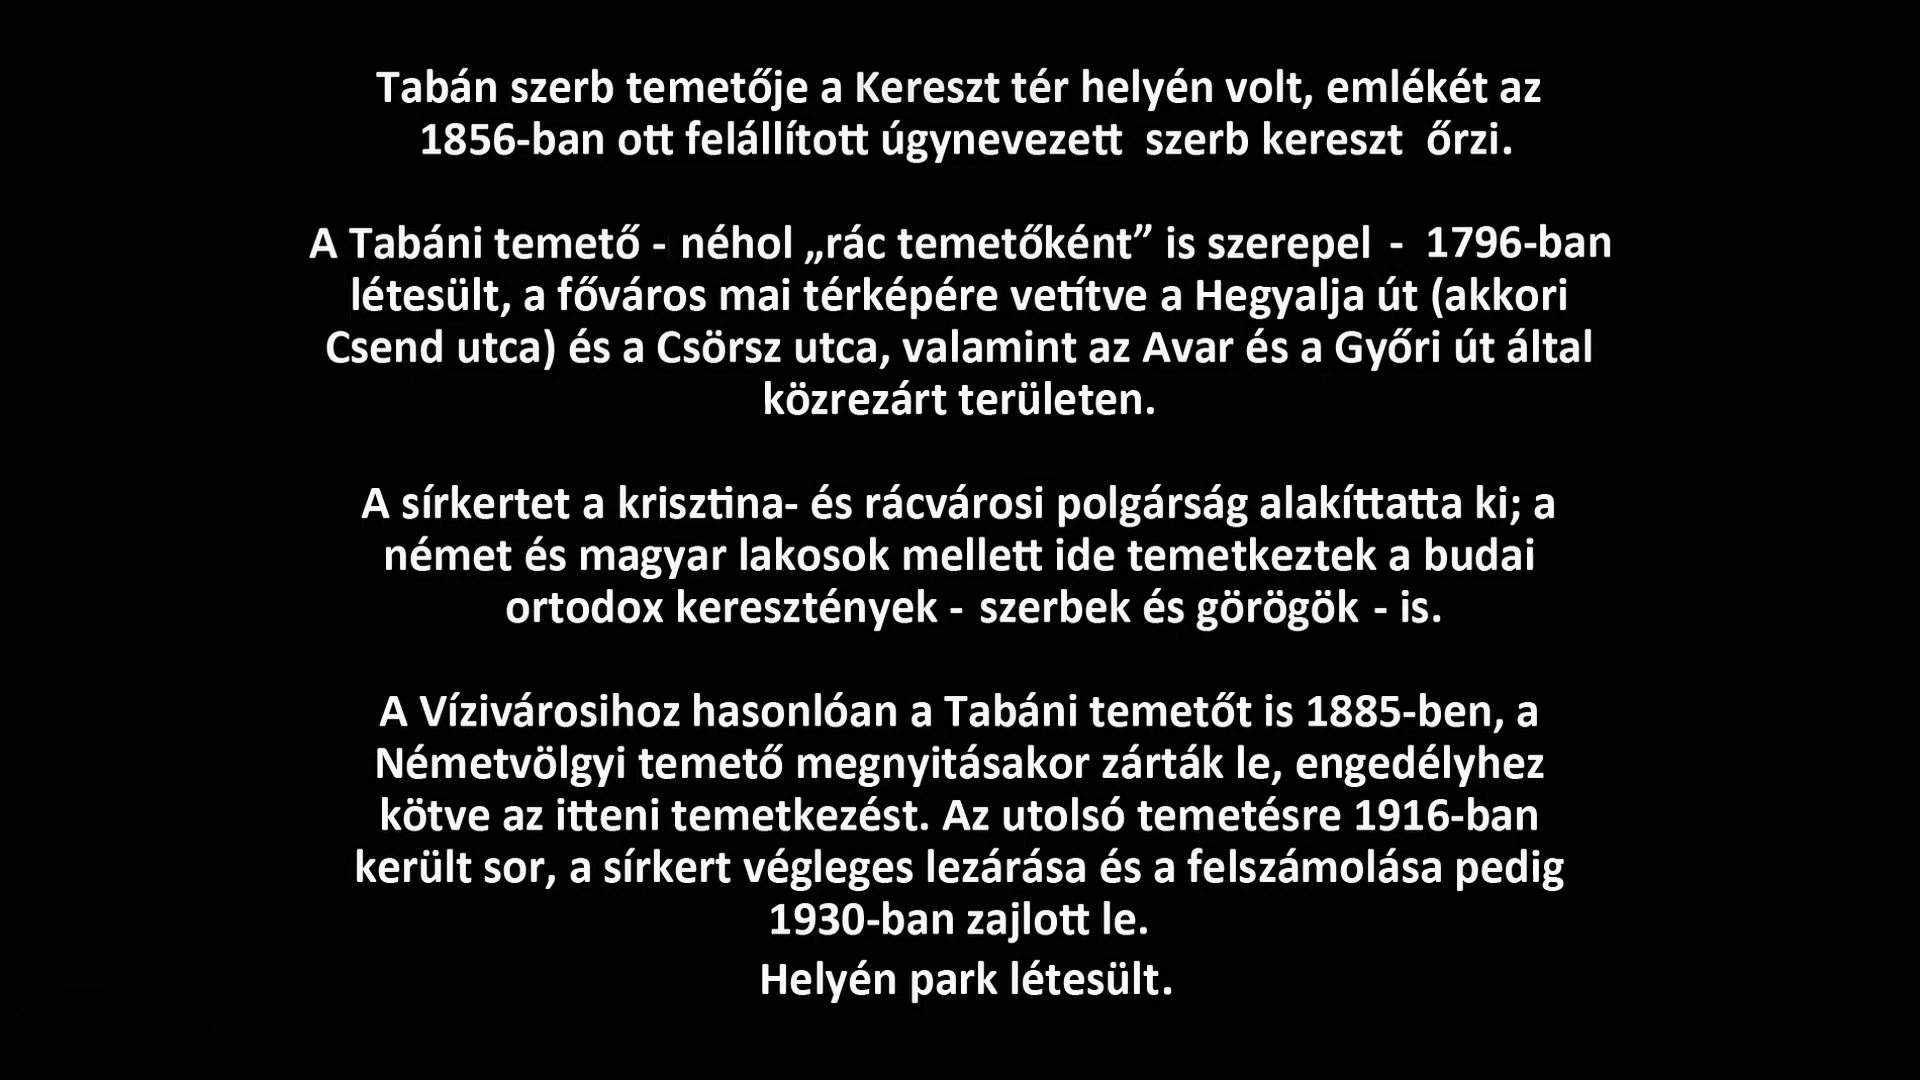 Tabán szerb temetője a Kereszt tér helyén volt, emlékét az
1856-ban ott felállított úgynevezett szerb kereszt őrzi.
A Tabáni temető - néhol „rác temetőként” is szerepel - 1796-ban
létesült, a főváros mai térképére vetítve a Hegyalja út (akkori
Csend utca) és a Csörsz utca, valamint az Avar és a Győri út által
közrezárt területen.
A sírkertet a krisztina- és rácvárosi polgárság alakíttatta ki; a
német és magyar lakosok mellett ide temetkeztek a budai
ortodox keresztények - szerbek és görögök - is.
A Vízivárosihoz hasonlóan a Tabáni temetőt is 1885-ben, a
Németvölgyi temető megnyitásakor zárták le, engedélyhez
kötve az itteni temetkezést. Az utolsó temetésre 1916-ban
került sor, a sírkert végleges lezárása és a felszámolása pedig
1930-ban zajlott le.
Helyén park létesült.